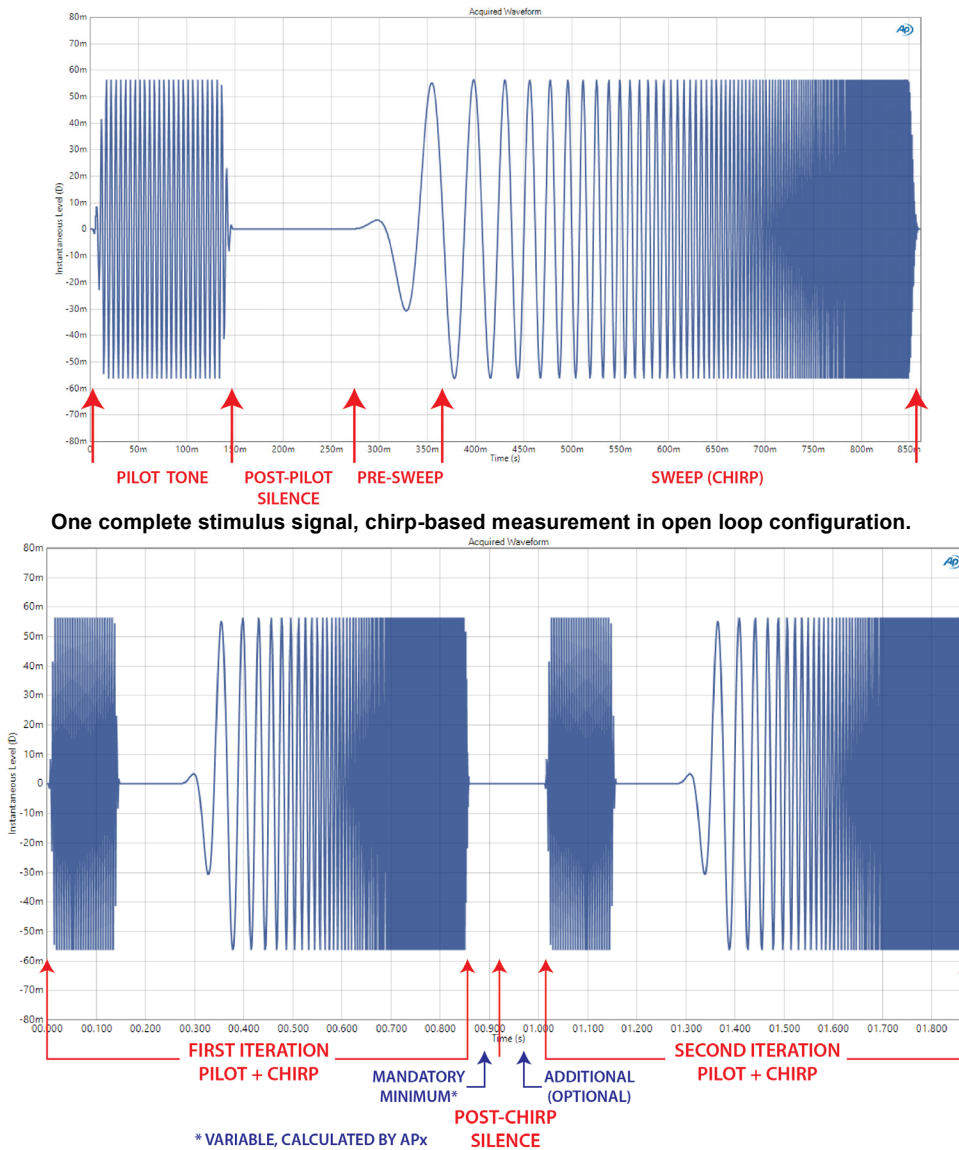 Acquired Waveform
AP
80m
70m
60m
50m
40m
30m
20m
10m
0
-10m
-20m
-30m
-40m
-50m
-60m
-70m
-80m
Instantaneous Level (D)
0 50m 100m 150m 200m 250m 300m 350m 400m 450m 500m 550m 600m 650m 700m 750m 800m 850m
Time (s)
PILOT TONE
POST-PILOT
SILENCE
PRE-SWEEP
SWEEP (CHIRP)
One complete stimulus signal, chirp-based measurement in open loop configuration.
Acquired Waveform
AP
80m
70m
60m
50m
40m
30m
20m
10m
0
-10m
-20m
-30m
-40m
-50m
-60m
-70m
-80m
Instantaneous Level (D)
00.000 00.100 00.200 00.300 00.400 00.500 00.600 00.700 00.800 00.900 01.000 01.100 01.200 01.300 01.400 01.500 01.600 01.700 01.800
Time (s)
FIRST ITERATION
PILOT + CHIRP
MANDATORY
MINIMUM*
ADDITIONAL
(OPTIONAL)
SECOND ITERATION
PILOT + CHIRP
POST-CHIRP
SILENCE
* VARIABLE, CALCULATED BY APx